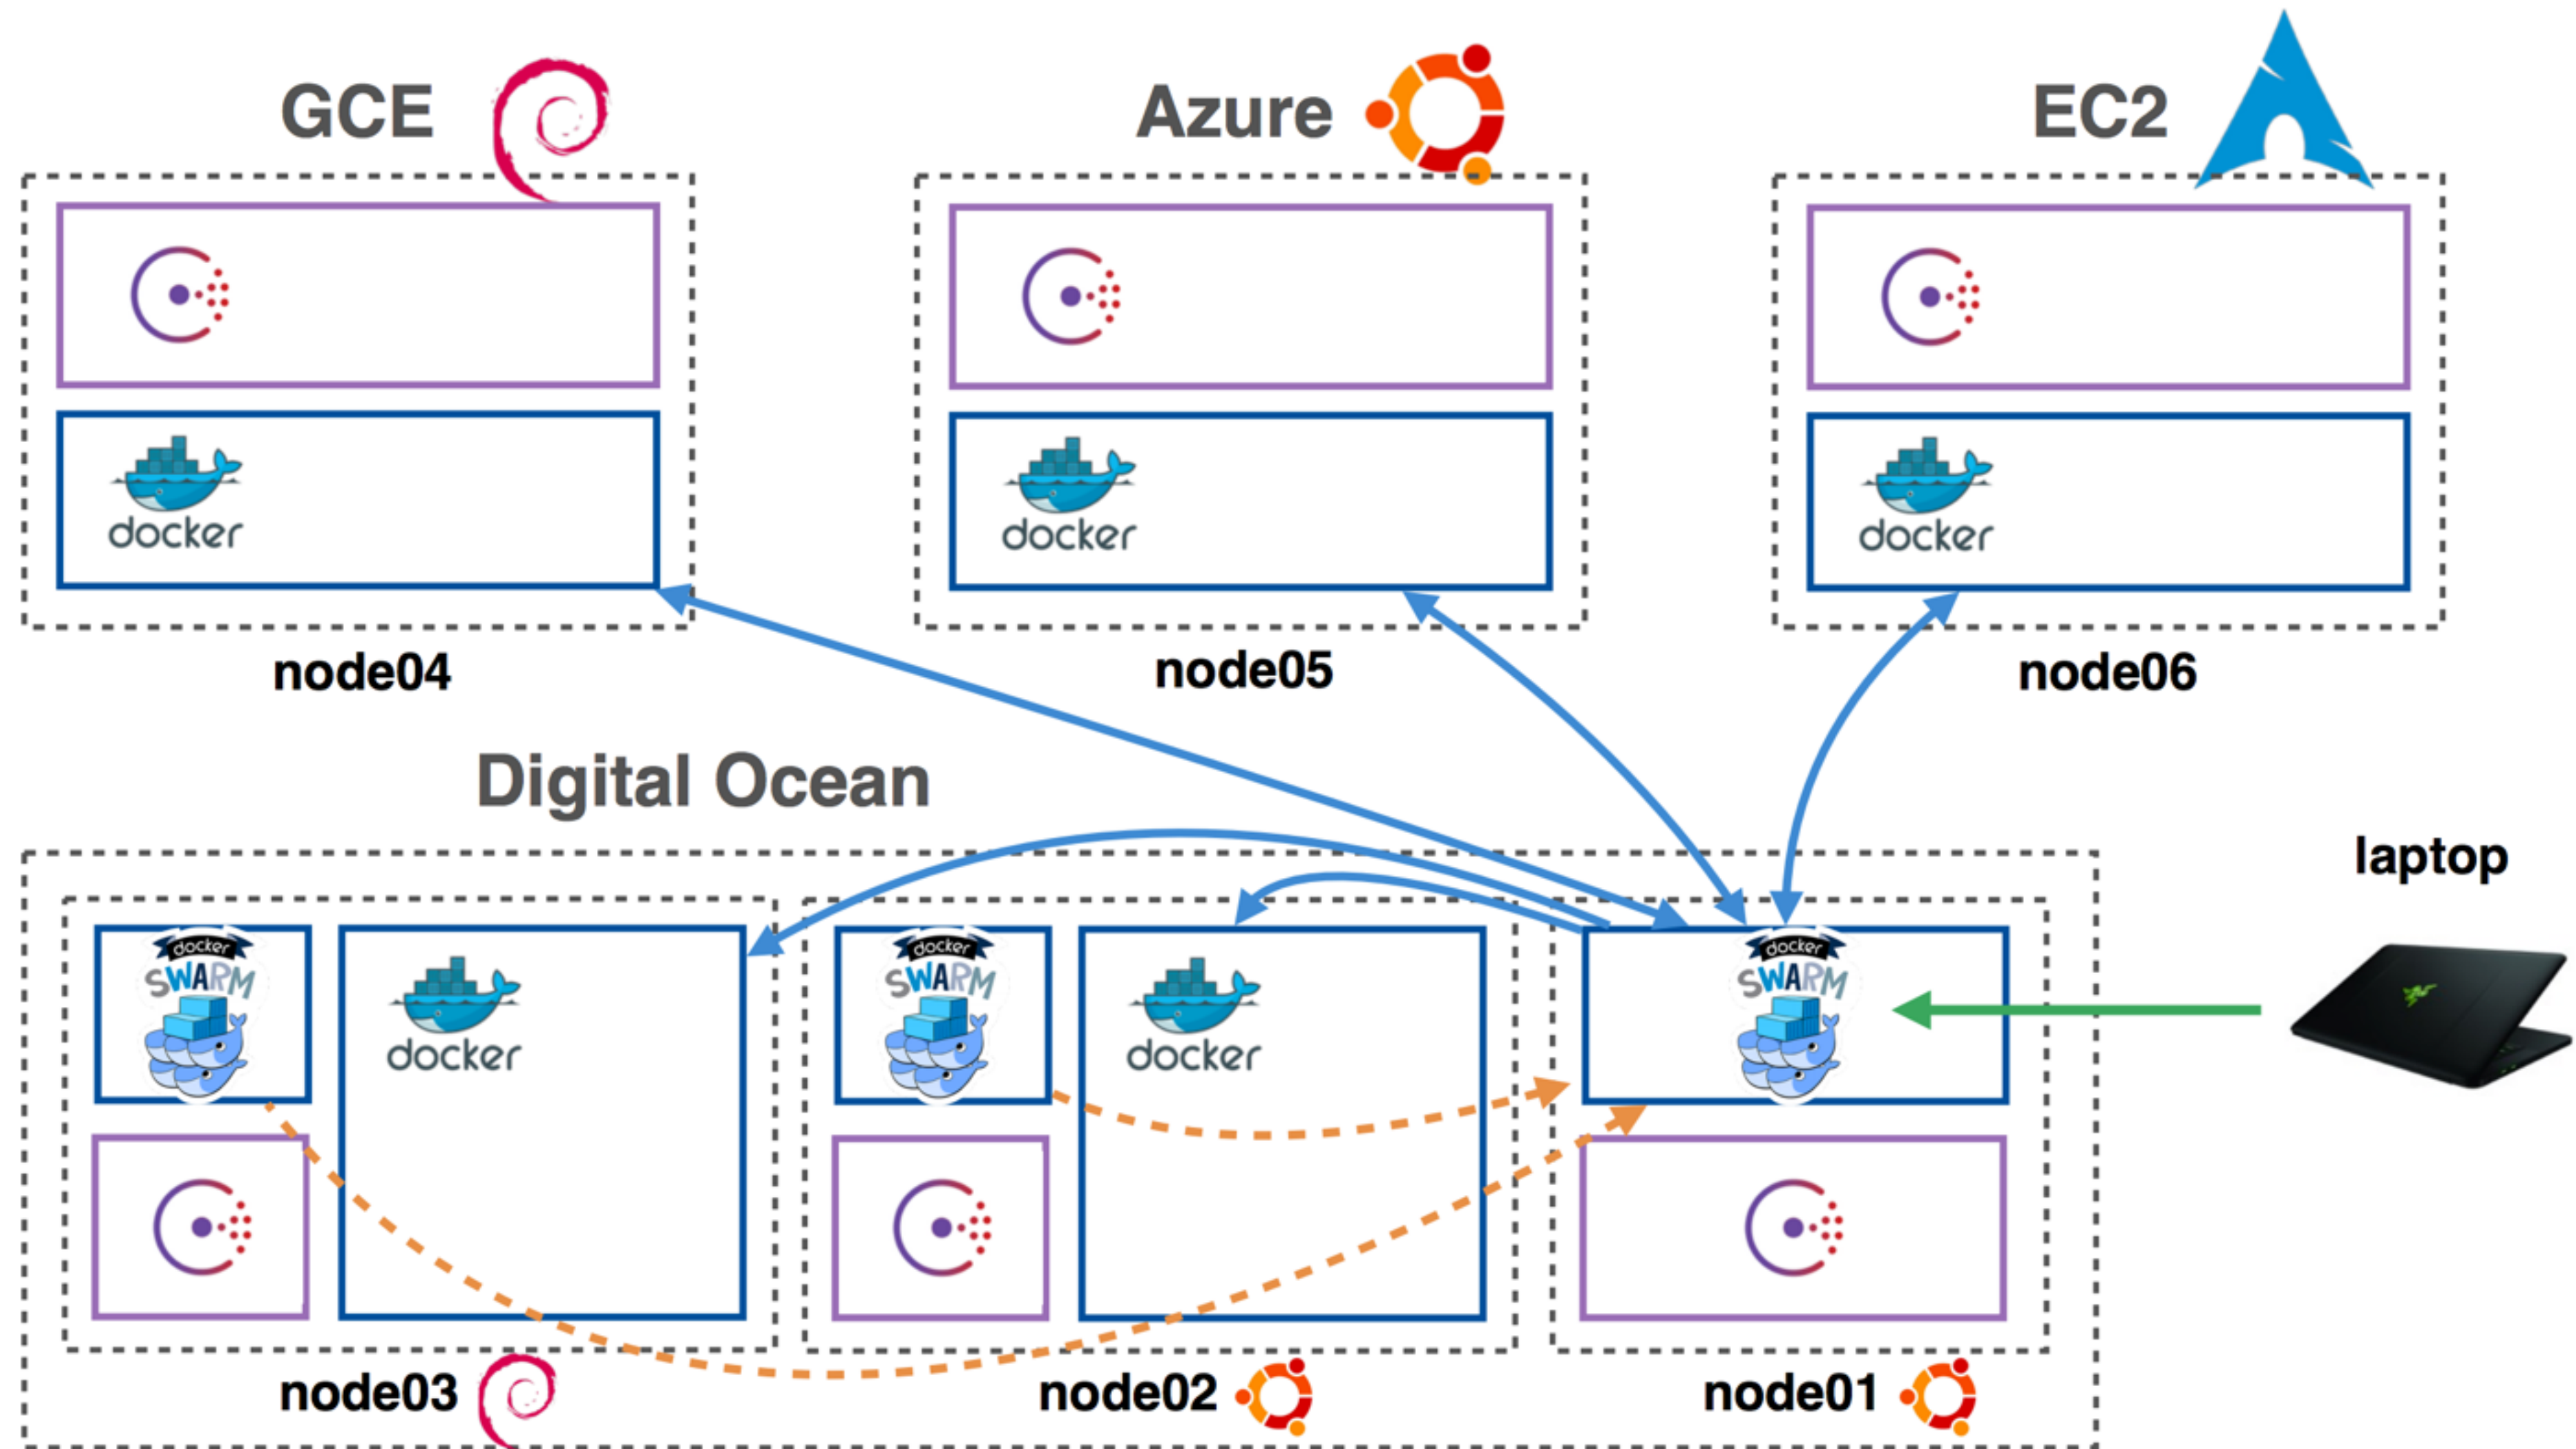 GCE
Azure
EC2
docker
docker
docker
node04
node05
node06
Digital Ocean
laptop
docker
SWARM
docker
docker
SWARM
docker
docker
SWARM
node03
node02
node01